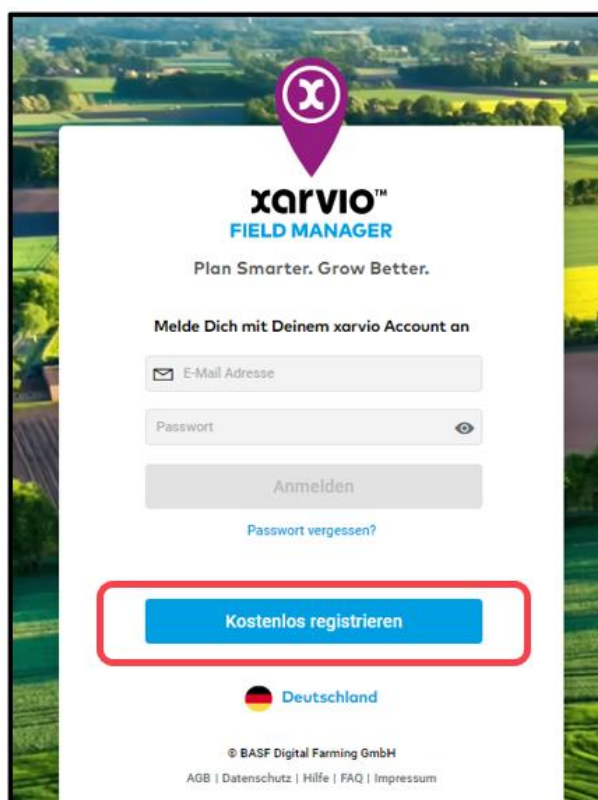 xarvio™
FIELD MANAGER
Plan Smarter. Grow Better.
Melde Dich mit Deinem xarvio Account an
E-Mail Adresse
Passwort
Anmelden
Passwort vergessen?
Kostenlos registrieren
Deutschland
© BASF Digital Farming GmbH
AGB | Datenschutz | Hilfe | FAQ | Impressum